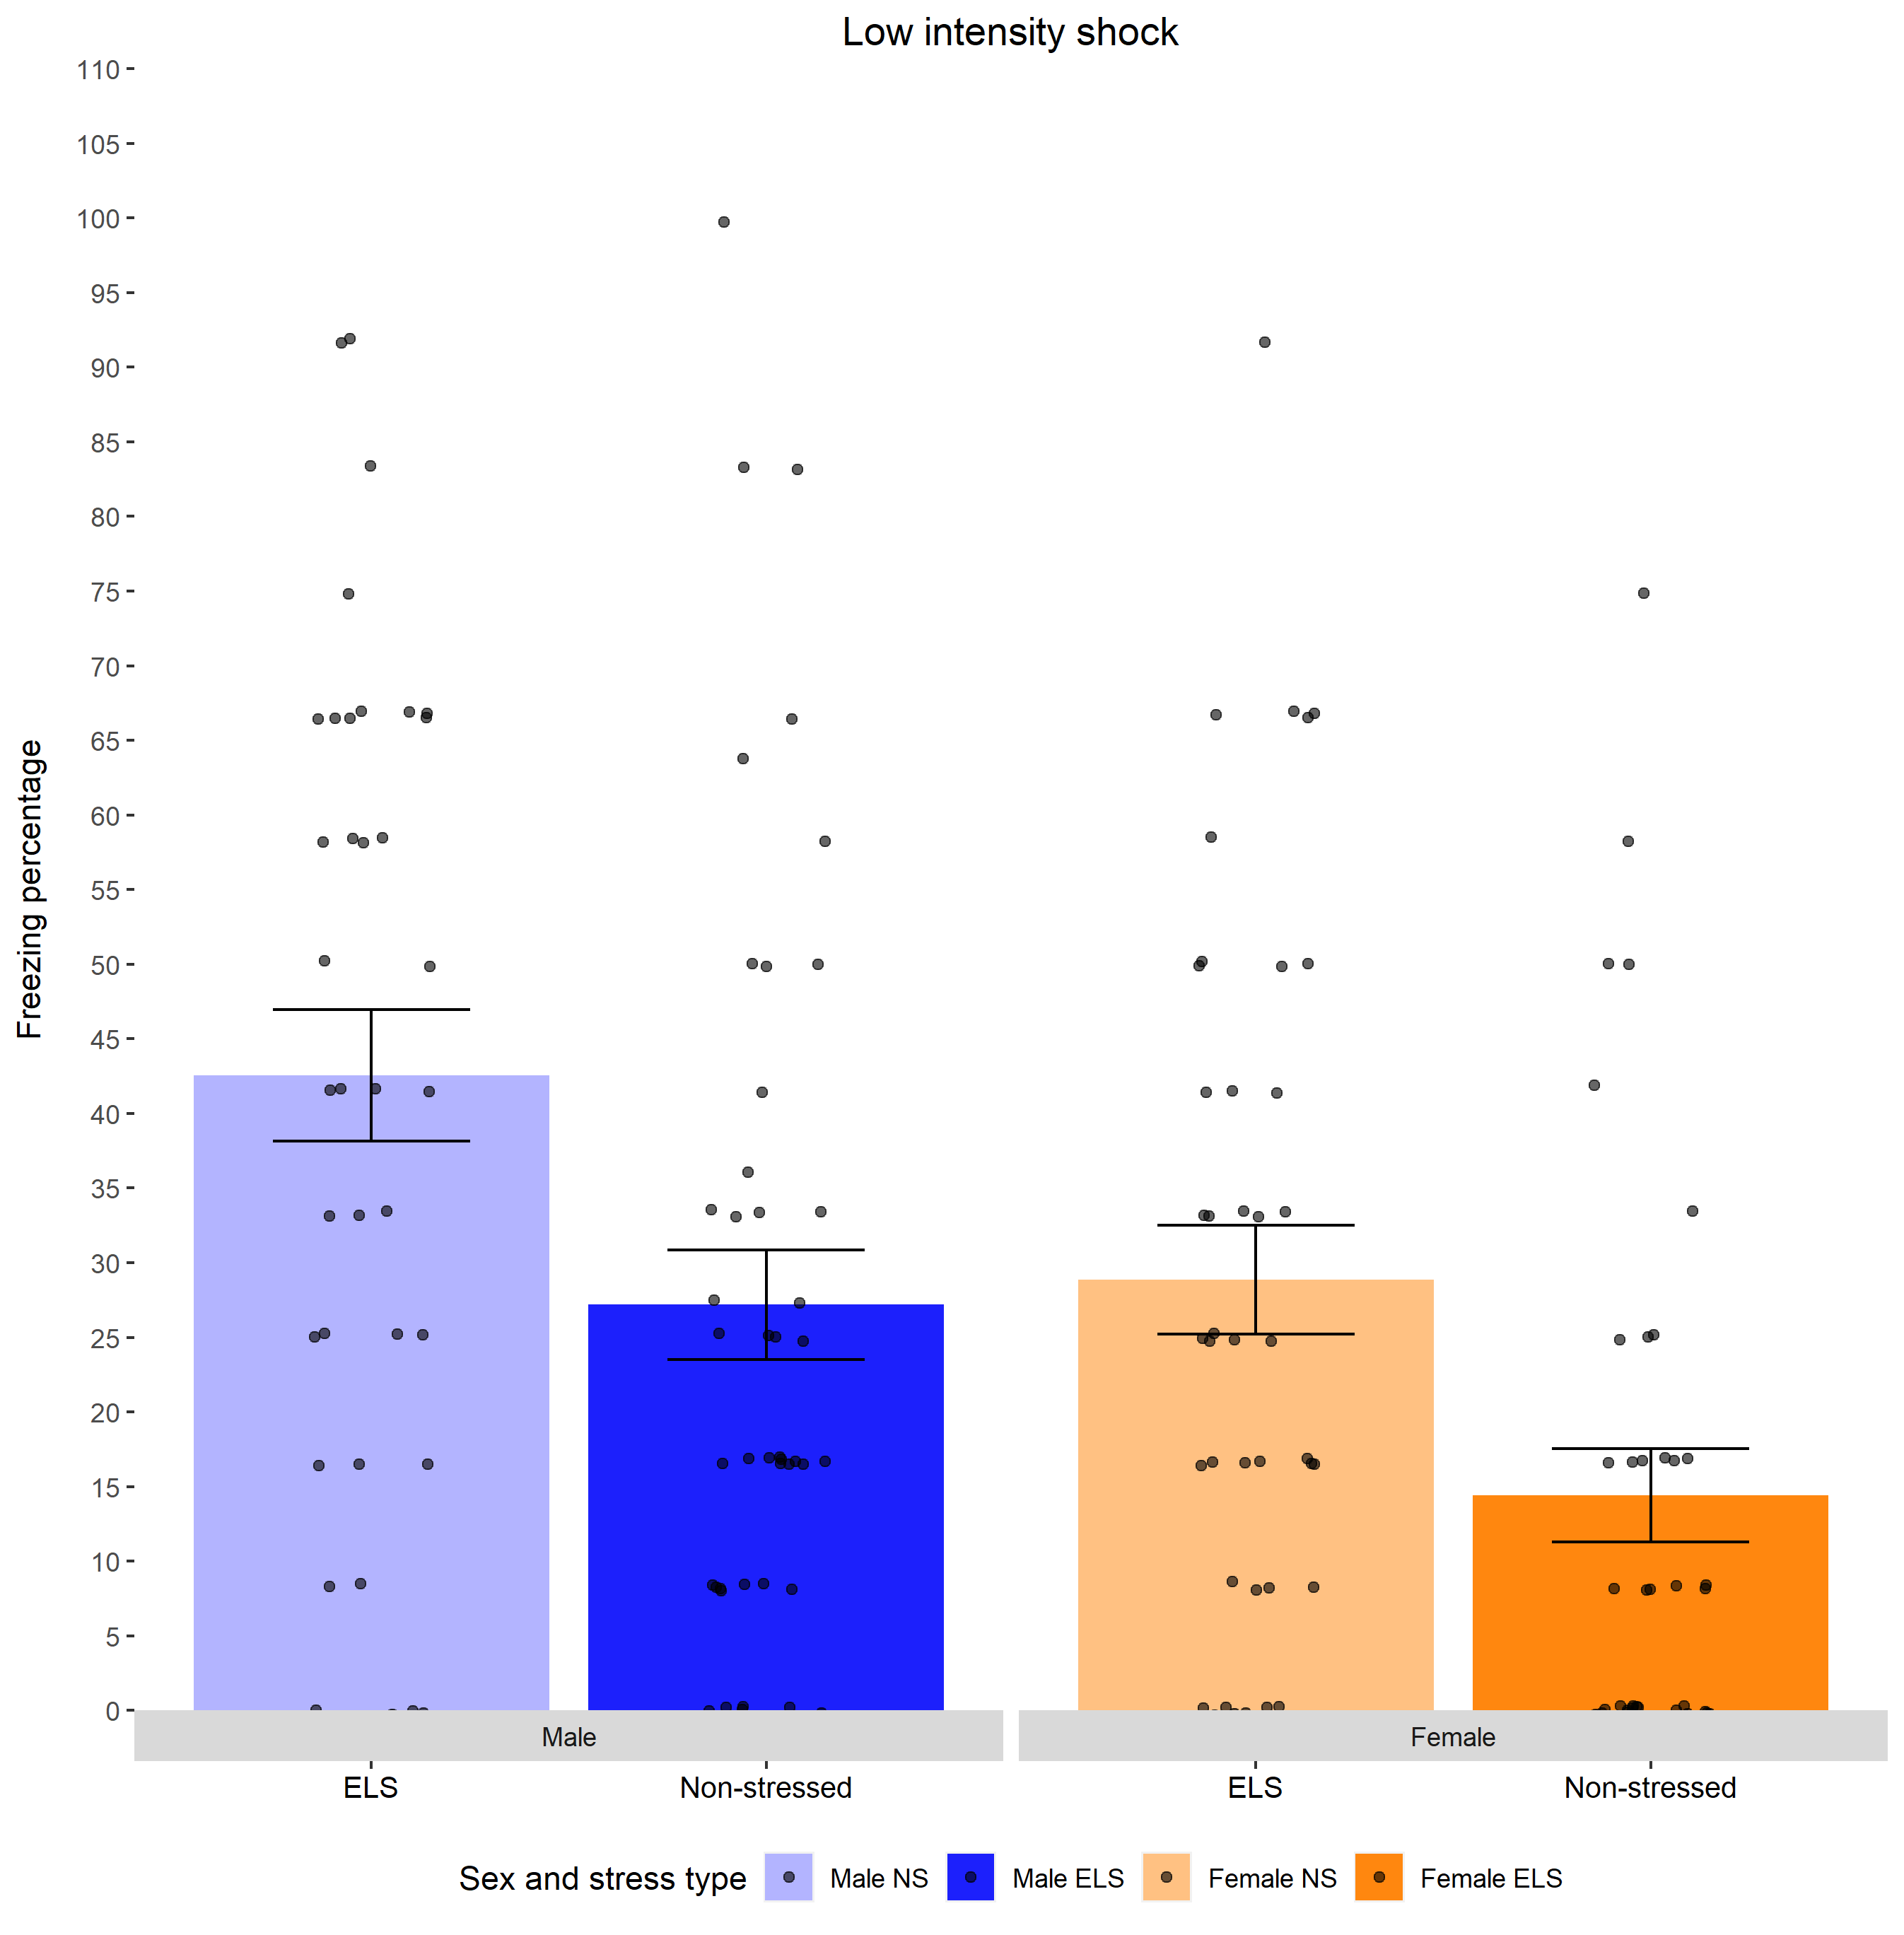 Low intensity shock
110
105
100
95
90
85
80
75
70
65
60
55
50
45
40
35
30
25
20
15
10
5
0
Freezing percentage
Male
Female
ELS
Non-stressed
ELS
Non-stressed
Sex and stress type
Male NS
Male ELS
Female NS
Female ELS